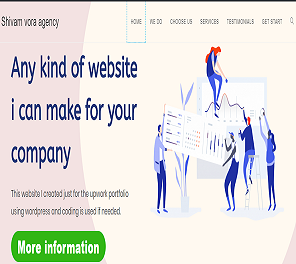 Shivam vora agency
HOME WE DO CHOOSE US SERVICES TESTIMONIALS GET START
Any kind of website
i can make for your
company
This website I created just for the upwork portfolio
using wordpress and coding is used if needed.
More information